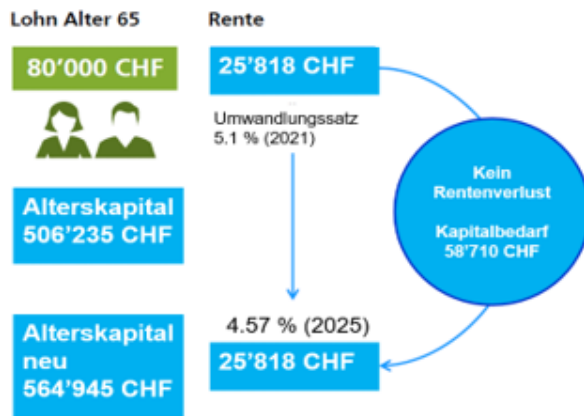 Lohn Alter 65
Rente
80’000 CHF
25’818 CHF
Umwandlungssatz
5.1 % (2021)
Kein
Rentenverlust
Kapitalbedarf
58’710 CHF
Alterskapital
506’235 CHF
4.57 % (2025)
25’818 CHF
Alterskapital
neu
564’945 CHF